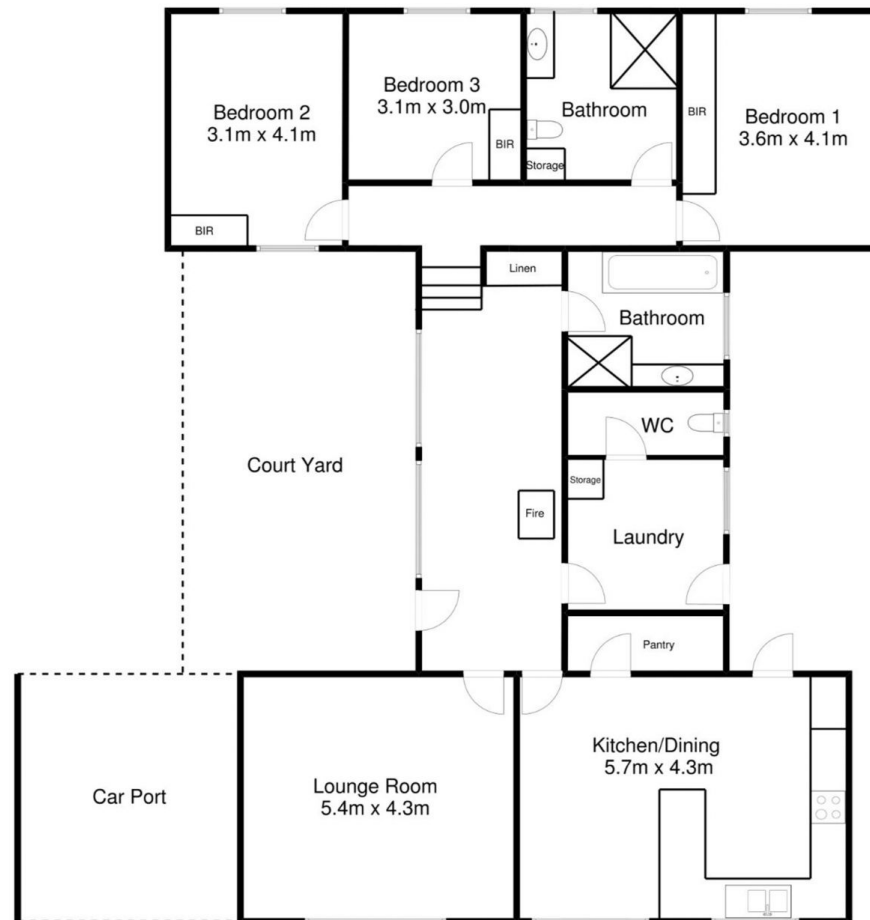 Bedroom 2
3.1m x 4.1m
BIR
Bedroom 3
3.1m x 3.0m
BIR
Bathroom
Storage
BIR
Bedroom 1
3.6m x 4.1m
Linen
Bathroom
WC
Court Yard
Fire
Storage
Laundry
Pantry
Car Port
Lounge Room
5.4m x 4.3m
Kitchen/Dining
5.7m x 4.3m